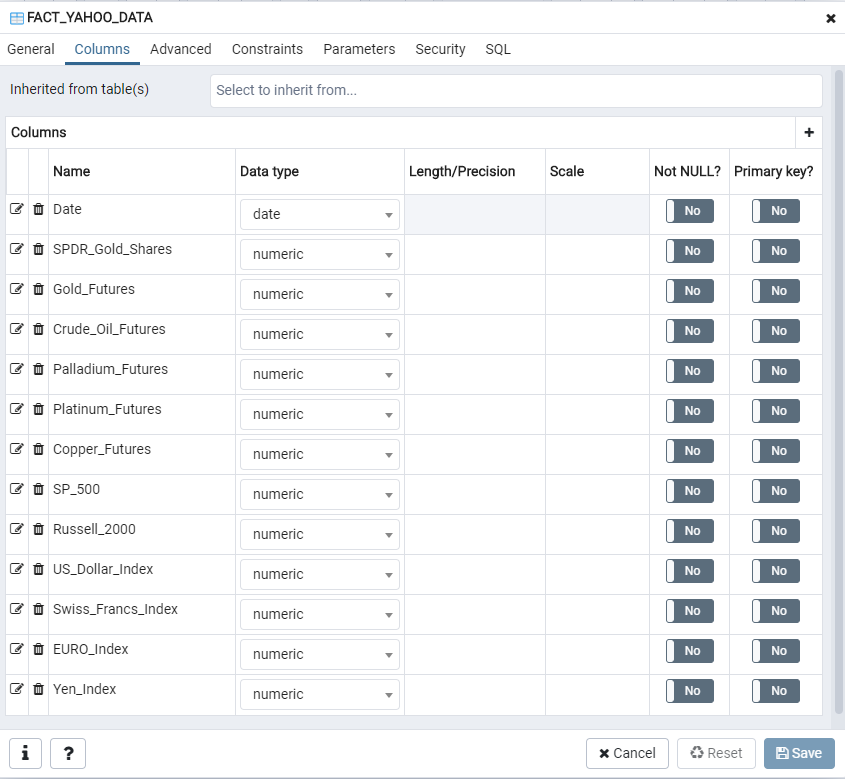 FACT_YAHOO_DATA
General Columns Advanced Constraints Parameters Security SQL
Inherited from table(s) Select to inherit from...
Columns
Name Data type Length/Precision Scale Not NULL? Primary key?
Date date No No
SPDR_Gold_Shares numeric No No
Gold_Futures numeric No No
Crude_Oil_Futures numeric No No
Palladium_Futures numeric No No
Platinum_Futures numeric No No
Copper_Futures numeric No No
SP_500 numeric No No
Russell_2000 numeric No No
US_Dollar_Index numeric No No
Swiss_Francs_Index numeric No No
EURO_Index numeric No No
Yen_Index numeric No No
i ? Cancel Reset Save